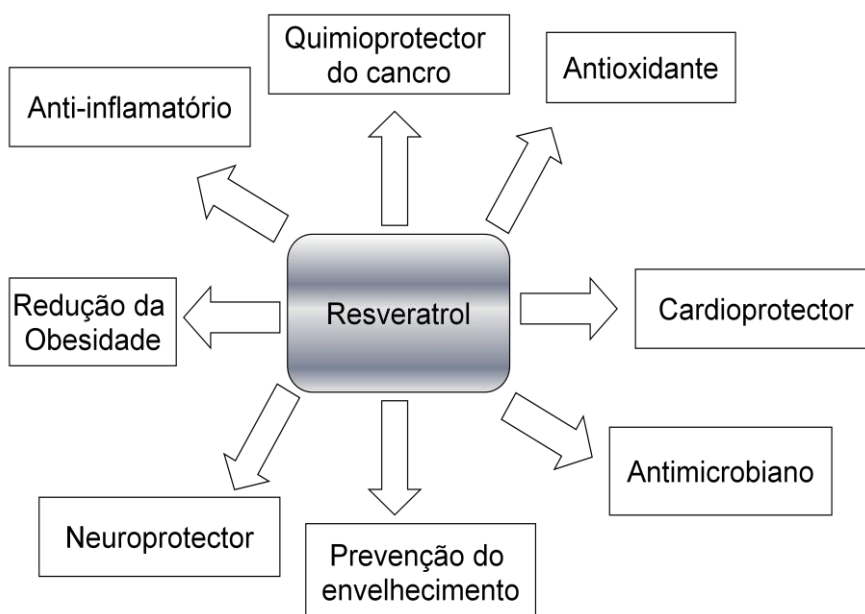 Quimioprotector
do cancro
Antioxidante
Anti-inflamatório
Redução da
Obesidade
Resveratrol
Cardioprotector
Antimicrobiano
Neuroprotector
Prevenção do
envelhecimento